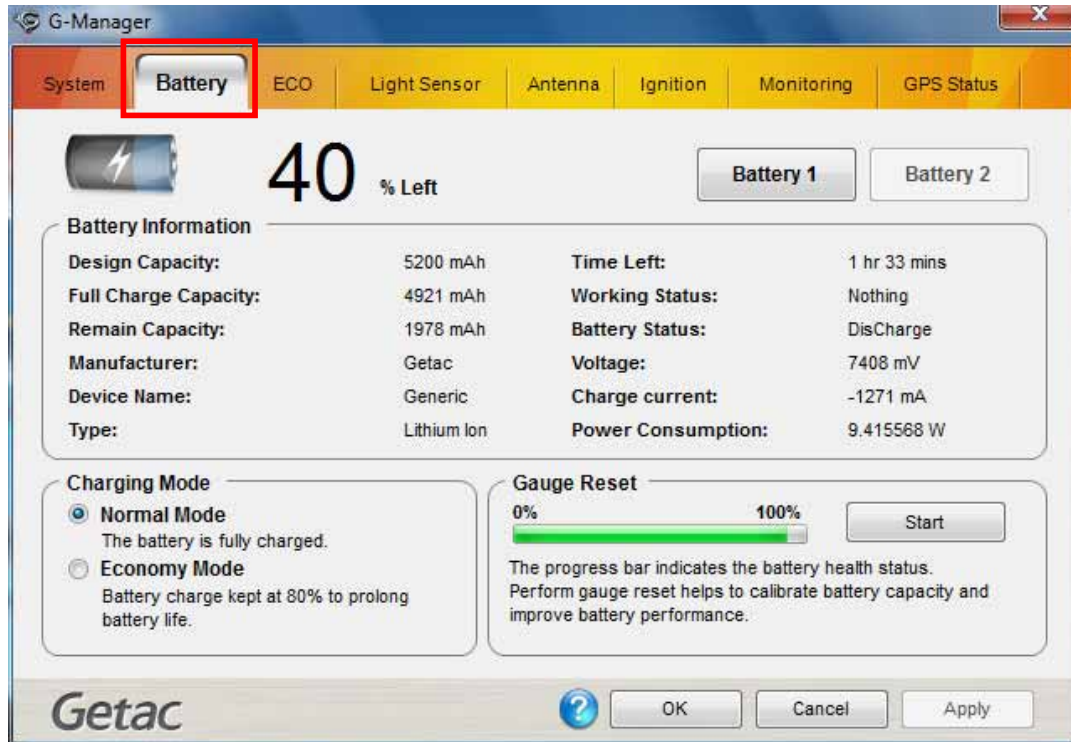 G-Manager
System Battery ECO Light Sensor Antenna Ignition Monitoring GPS Status
40 % Left Battery 1 Battery 2
Battery Information
Design Capacity: 5200 mAh Time Left: 1 hr 33 mins
Full Charge Capacity: 4921 mAh Working Status: Nothing
Remain Capacity: 1978 mAh Battery Status: DisCharge
Manufacturer: Getac Voltage: 7408 mV
Device Name: Generic Charge current: -1271 mA
Type: Lithium Ion Power Consumption: 9.415568 W
Charging Mode
Normal Mode
The battery is fully charged.
Economy Mode
Battery charge kept at 80% to prolong
battery life.
Gauge Reset
0% 100%
Start
The progress bar indicates the battery health status.
Perform gauge reset helps to calibrate battery capacity and
improve battery performance.
Getac ? OK Cancel Apply